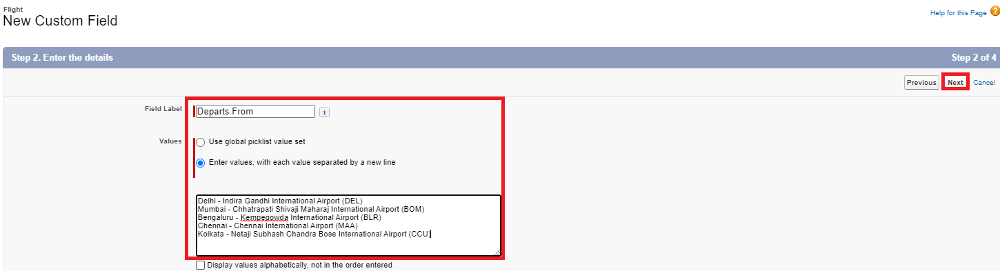 Flight
New Custom Field
Help for this Page ?
Step 2. Enter the details
Step 2 of 4
Previous Next Cancel
Field Label
Departs From
i
Values
Use global picklist value set
Enter values, with each value separated by a new line
Delhi - Indira Gandhi International Airport (DEL)
Mumbai - Chhatrapati Shivaji Maharaj International Airport (BOM)
Bengaluru - Kempegowda International Airport (BLR)
Chennai - Chennai International Airport (MAA)
Kolkata - Netaji Subhash Chandra Bose International Airport (CCU)
Display values alphabetically, not in the order entered